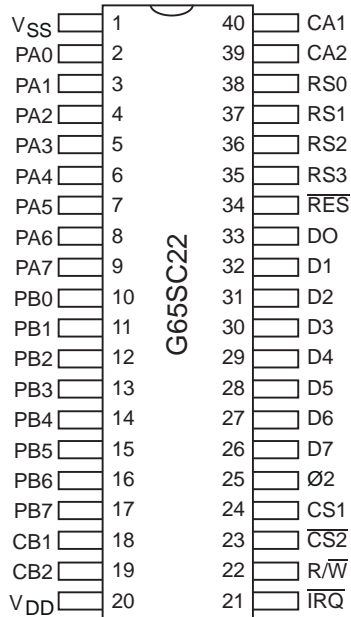 VSS 1 40 CA1
PA0 2 39 CA2
PA1 3 38 RS0
PA2 4 37 RS1
PA3 5 36 RS2
PA4 6 35 RS3
PA5 7 34 R̅E̅S̅
PA6 8 33 DO
PA7 9 32 D1
PB0 10 31 D2
PB1 11 30 D3
PB2 12 29 D4
PB3 13 28 D5
PB4 14 27 D6
PB5 15 26 D7
PB6 16 25 Ø2
PB7 17 24 CS1
CB1 18 23 C̅S̅2̅
CB2 19 22 R/W̅
VDD 20 21 I̅R̅Q̅
G65SC22